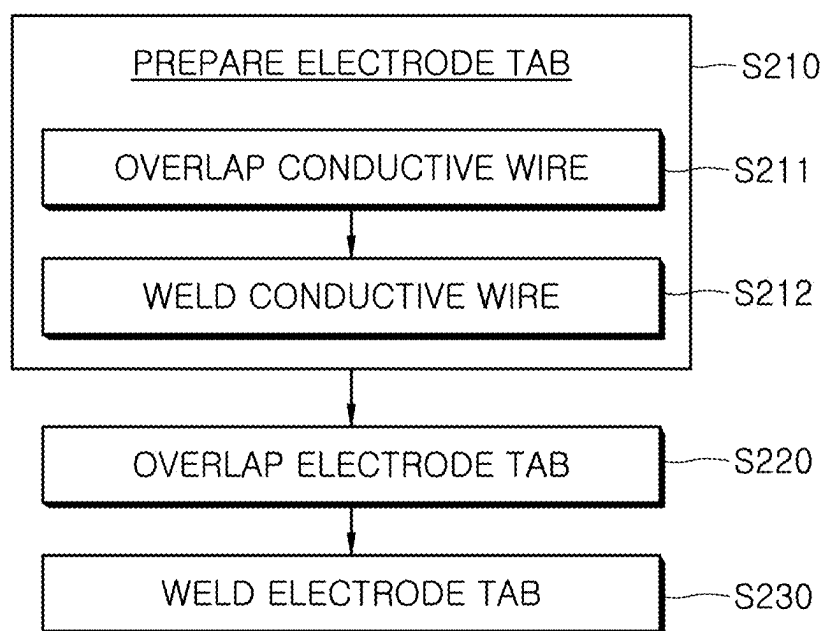 PREPARE ELECTRODE TAB
S210
OVERLAP CONDUCTIVE WIRE
S211
WELD CONDUCTIVE WIRE
S212
OVERLAP ELECTRODE TAB
S220
WELD ELECTRODE TAB
S230